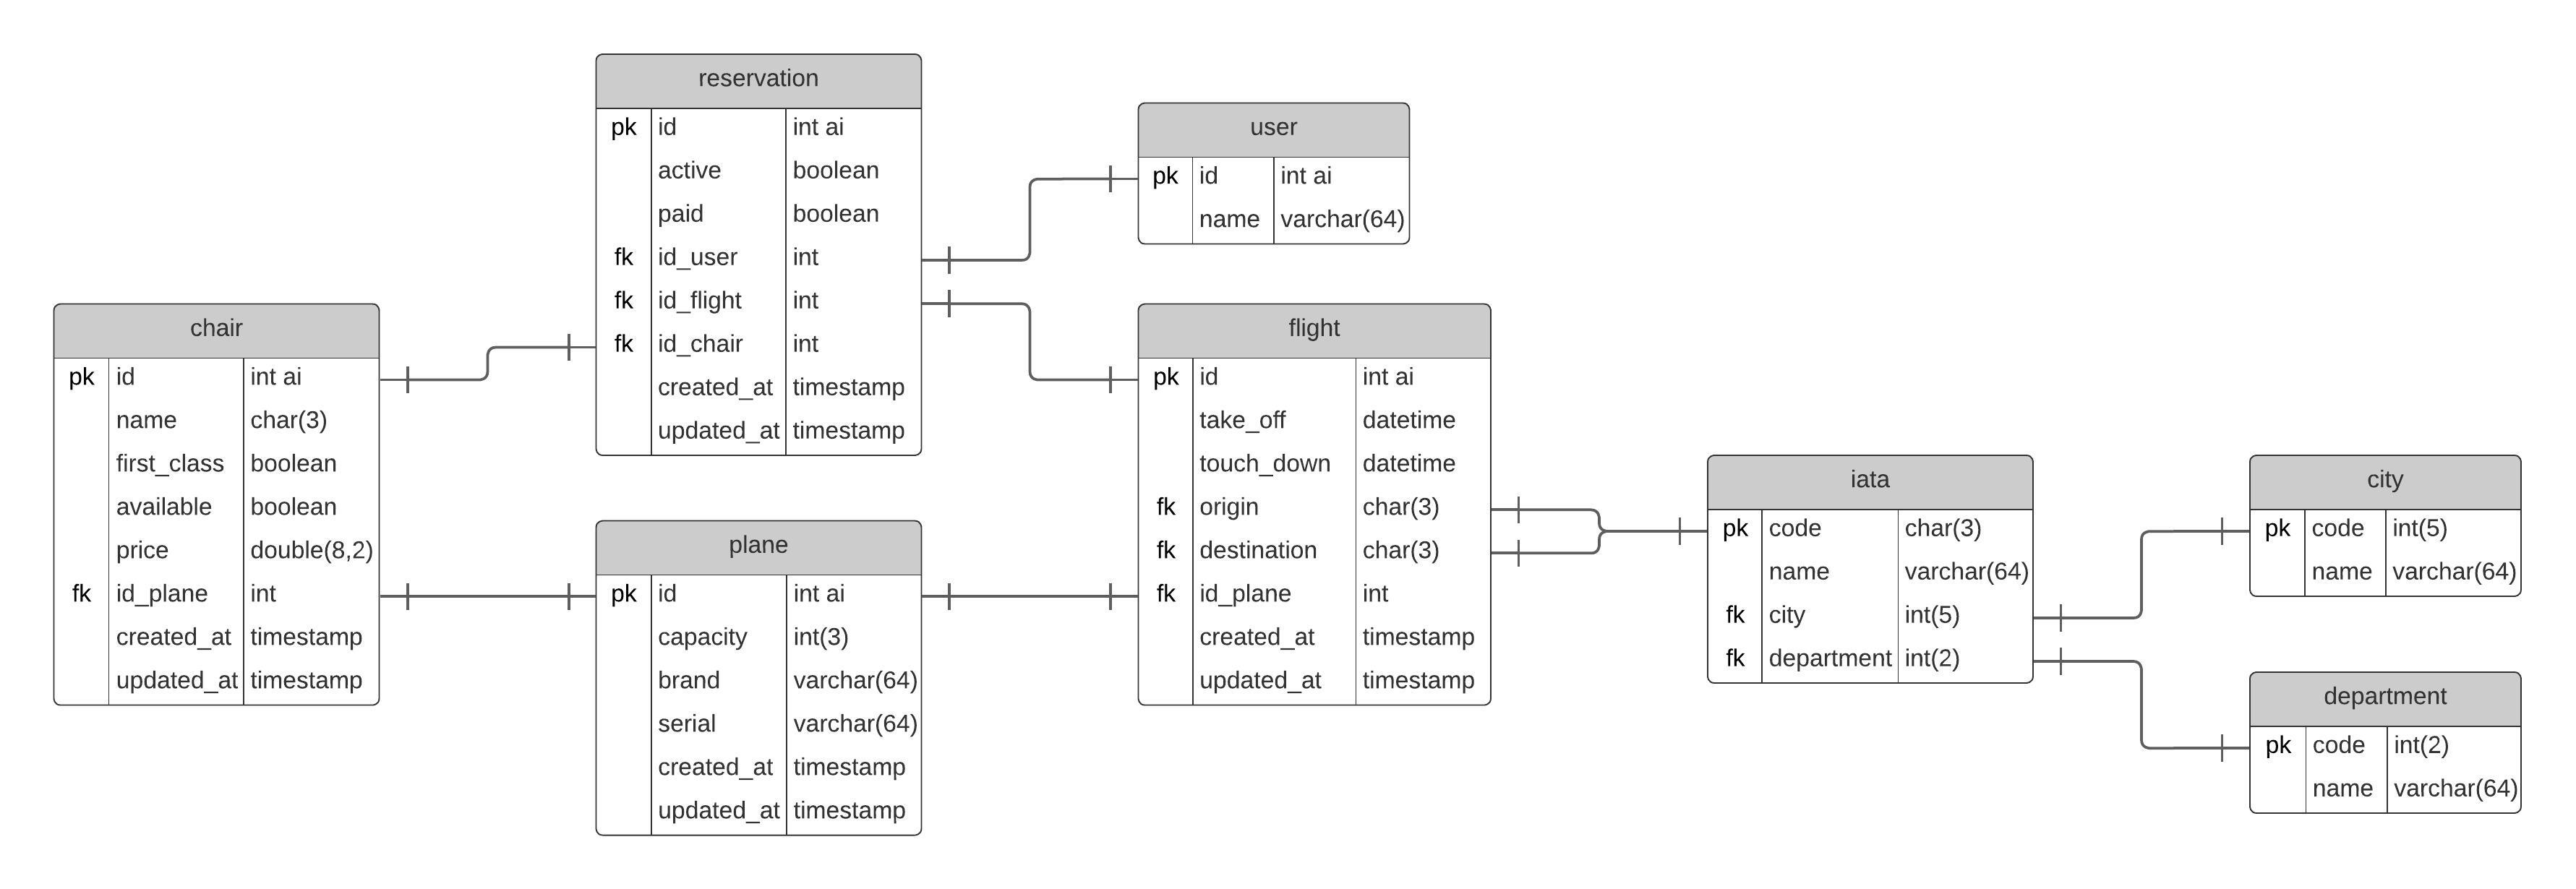 reservation
pk id int ai
active boolean
paid boolean
fk id_user int
fk id_flight int
fk id_chair int
created_at timestamp
updated_at timestamp
user
pk id int ai
name varchar(64)
chair
pk id int ai
name char(3)
first_class boolean
available boolean
price double(8,2)
fk id_plane int
created_at timestamp
updated_at timestamp
flight
pk id int ai
take_off datetime
touch_down datetime
fk origin char(3)
fk destination char(3)
fk id_plane int
created_at timestamp
updated_at timestamp
plane
pk id int ai
capacity int(3)
brand varchar(64)
serial varchar(64)
created_at timestamp
updated_at timestamp
iata
pk code char(3)
name varchar(64)
fk city int(5)
fk department int(2)
city
pk code int(5)
name varchar(64)
department
pk code int(2)
name varchar(64)